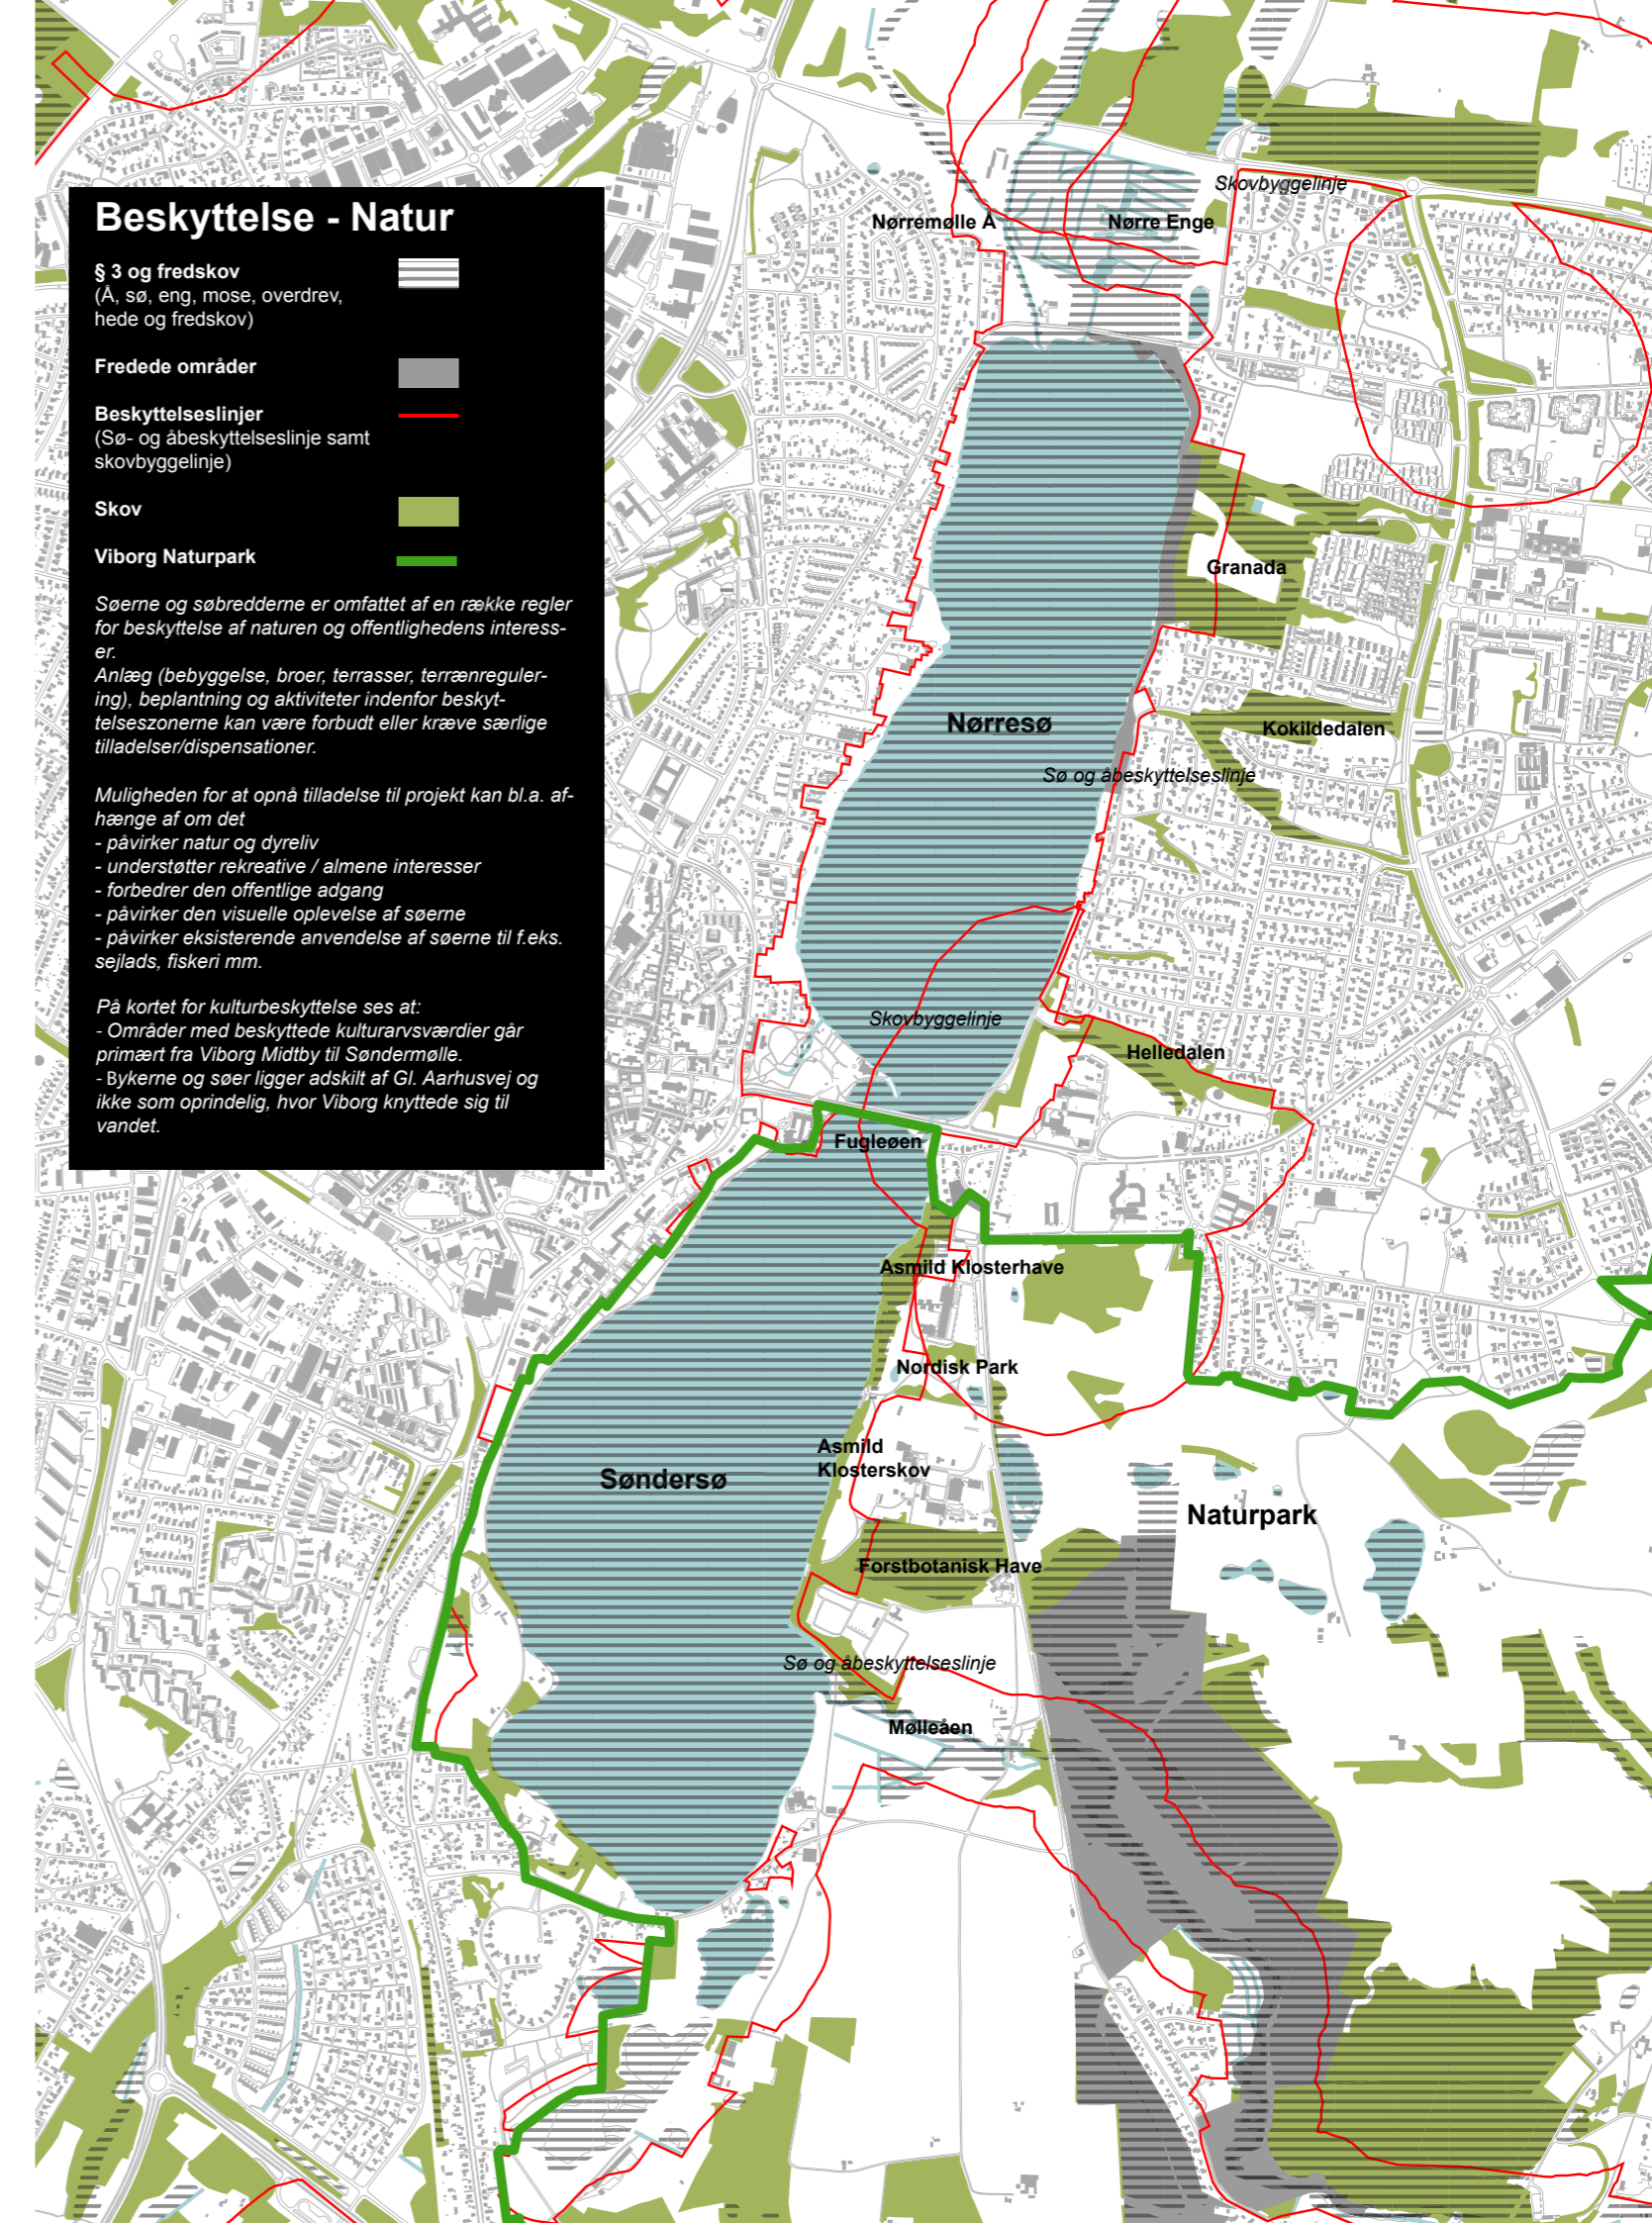 Beskyttelse - Natur
§ 3 og fredskov
(Å, sø, eng, mose, overdrev,
hede og fredskov)
Fredede områder
Beskyttelseslinjer
(Sø- og åbeskyttelseslinje samt
skovbyggelinje)
Skov
Viborg Naturpark
Søerne og søbredderne er omfattet af en række regler
for beskyttelse af naturen og offentlighedens interess-
er.
Anlæg (bebyggelse, broer, terrasser, terrænreguler-
ing), beplantning og aktiviteter indenfor beskyt-
telseszonerne kan være forbudt eller kræve særlige
tilladelser/dispensationer.
Muligheden for at opnå tilladelse til projekt kan bl.a. af-
hænge af om det
- påvirker natur og dyreliv
- understøtter rekreative / almene interesser
- forbedrer den offentlige adgang
- påvirker den visuelle oplevelse af søerne
- påvirker eksisterende anvendelse af søerne til f.eks.
sejlads, fiskeri mm.
På kortet for kulturbeskyttelse ses at:
- Områder med beskyttede kulturarvsværdier går
primært fra Viborg Midtby til Søndermølle.
- Bykerne og søer ligger adskilt af Gl. Aarhusvej og
ikke som oprindelig, hvor Viborg knyttede sig til
vandet.
Skovbyggelinje
Nørremølle Å
Nørre Enge
Granada
Nørresø
Kokildedalen
Sø og åbeskyttelseslinje
Skovbyggelinje
Helledalen
Fugleøen
Asmild Klosterhave
Nordisk Park
Asmild
Klosterskov
Søndersø
Naturpark
Forstbotanisk Have
Sø og åbeskyttelseslinje
Mølleåen